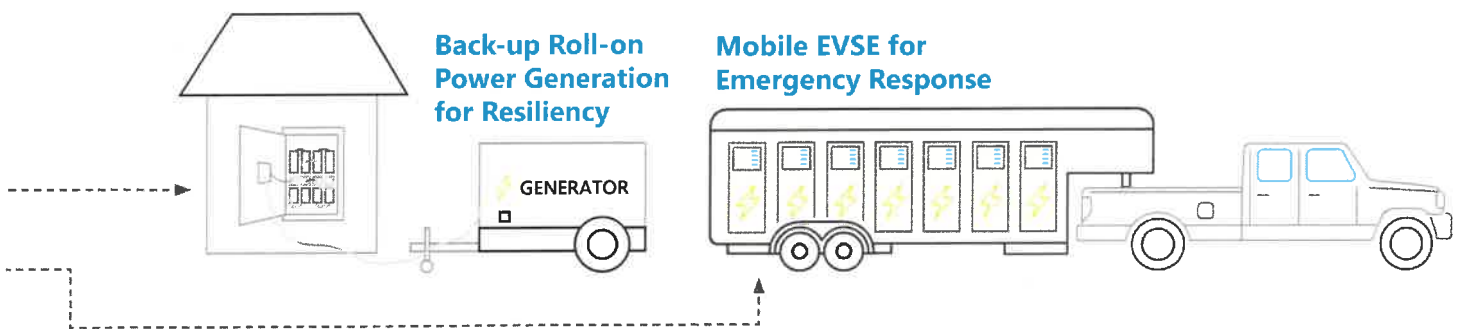 Back-up Roll-on
Power Generation
for Resiliency
Mobile EVSE for
Emergency Response
GENERATOR